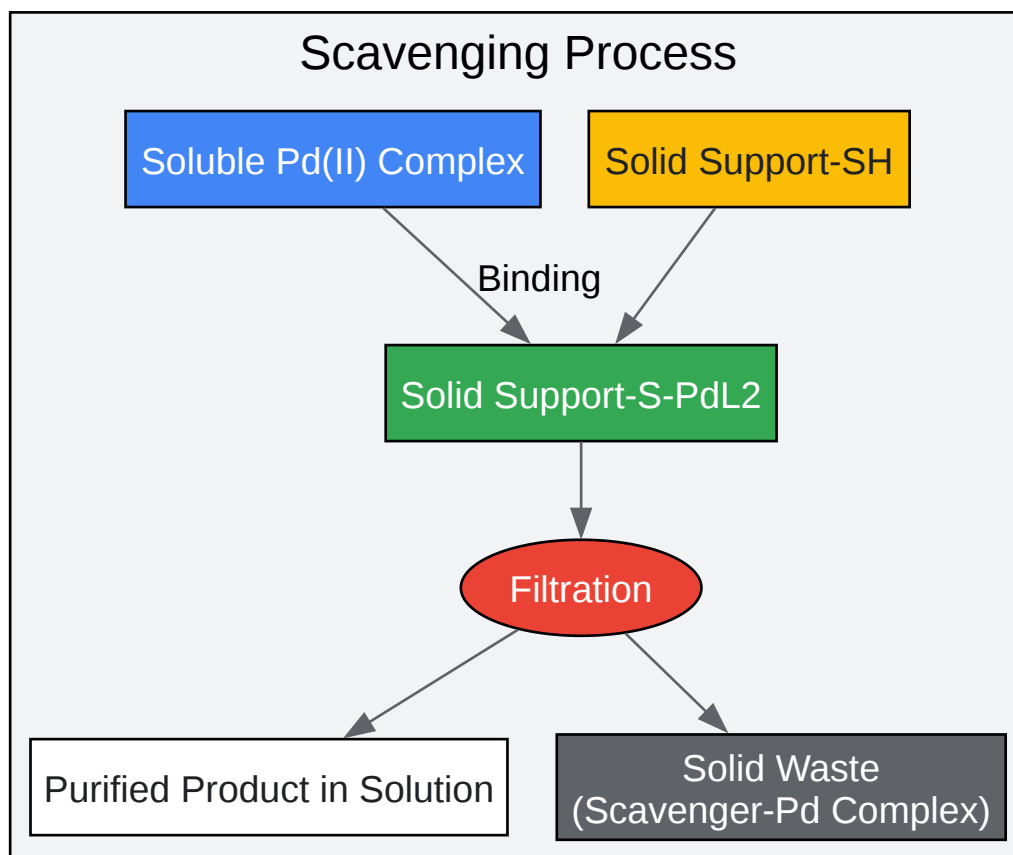 Scavenging Process
Soluble Pd(II) Complex
Solid Support-SH
Binding
Solid Support-S-PdL2
Filtration
Purified Product in Solution
Solid Waste
(Scavenger-Pd Complex)